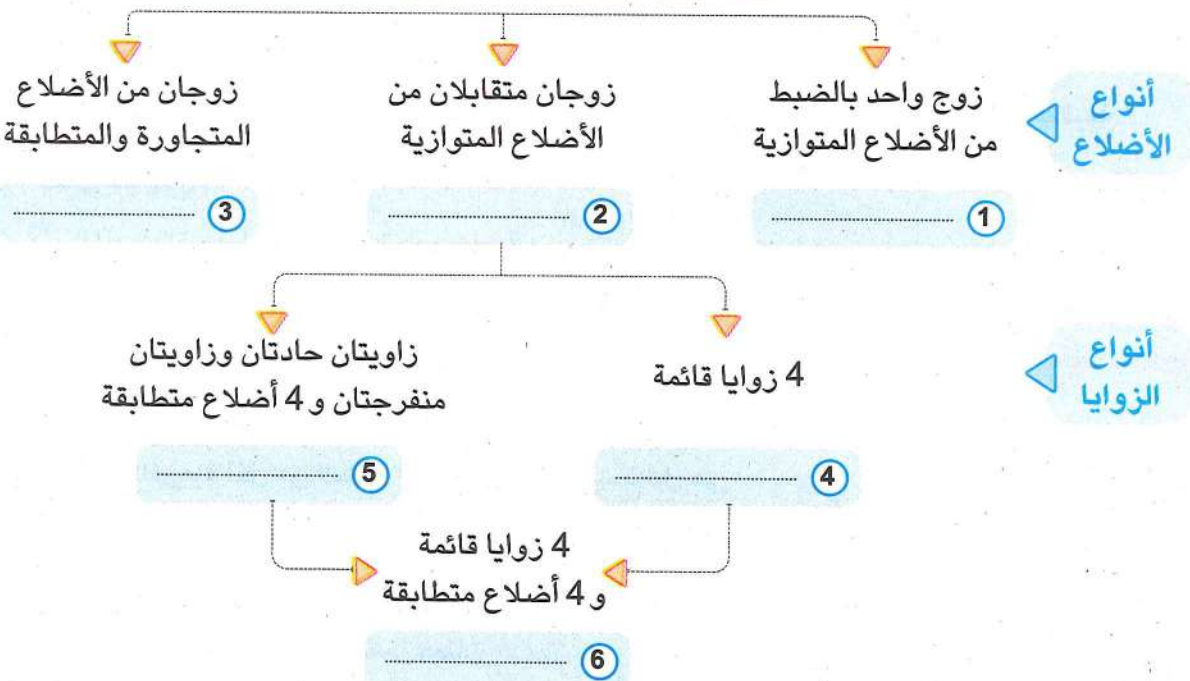 أنواع
الأضلاع
زوج واحد بالضبط
من الأضلاع المتوازية
زوجان متقابلان من
الأضلاع المتوازية
زوجان من الأضلاع
المتجاورة والمتطابقة
1 ..............................
2 ..............................
3 ..............................
أنواع
الزوايا
4 زوايا قائمة
زاويتان حادتان وزاويتان
منفرجتان و 4 أضلاع متطابقة
4 ..............................
5 ..............................
4 زوايا قائمة
و 4 أضلاع متطابقة
6 ..............................